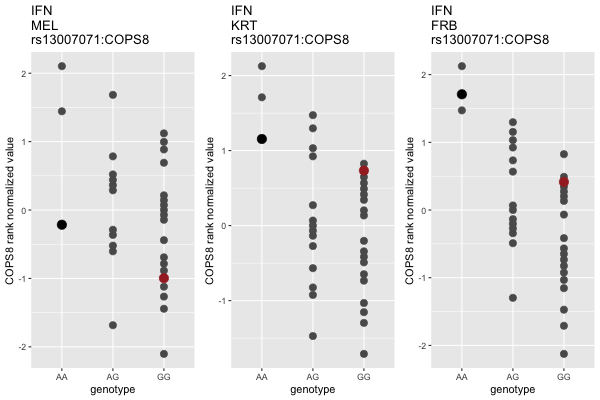 IFN
MEL
rs13007071:COPS8
COPS8 rank normalized value
2
1
0
-1
-2
AA
AG
GG
genotype
IFN
KRT
rs13007071:COPS8
COPS8 rank normalized value
2
1
0
-1
AA
AG
GG
genotype
IFN
FRB
rs13007071:COPS8
COPS8 rank normalized value
2
1
0
-1
-2
AA
AG
GG
genotype